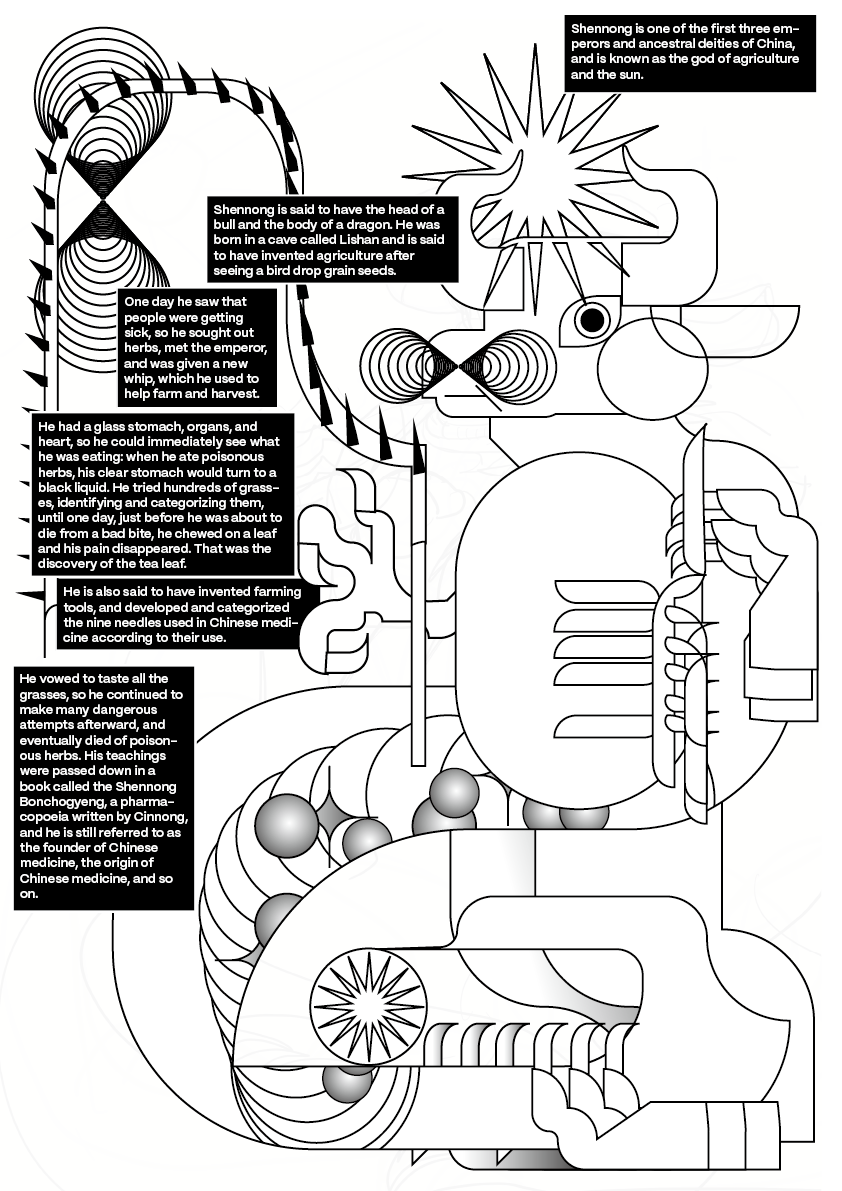 Shennong is one of the first three em-
perors and ancestral deities of China,
and is known as the god of agriculture
and the sun.
Shennong is said to have the head of a
bull and the body of a dragon. He was
born in a cave called Lishan and is said
to have invented agriculture after
seeing a bird drop grain seeds.
One day he saw that
people were getting
sick, so he sought out
herbs, met the emperor,
and was given a new
whip, which he used to
help farm and harvest.
He had a glass stomach, organs, and
heart, so he could immediately see what
he was eating: when he ate poisonous
herbs, his clear stomach would turn to a
black liquid. He tried hundreds of grass-
es, identifying and categorizing them,
until one day, just before he was about to
die from a bad bite, he chewed on a leaf
and his pain disappeared. That was the
discovery of the tea leaf.
He is also said to have invented farming
tools, and developed and categorized
the nine needles used in Chinese medi-
cine according to their use.
He vowed to taste all the
grasses, so he continued to
make many dangerous
attempts afterward, and
eventually died of poison-
ous herbs. His teachings
were passed down in a
book called the Shennong
Bonchogyeng, a pharma-
copoeia written by Cinnong,
and he is still referred to as
the founder of Chinese
medicine, the origin of
Chinese medicine, and so
on.